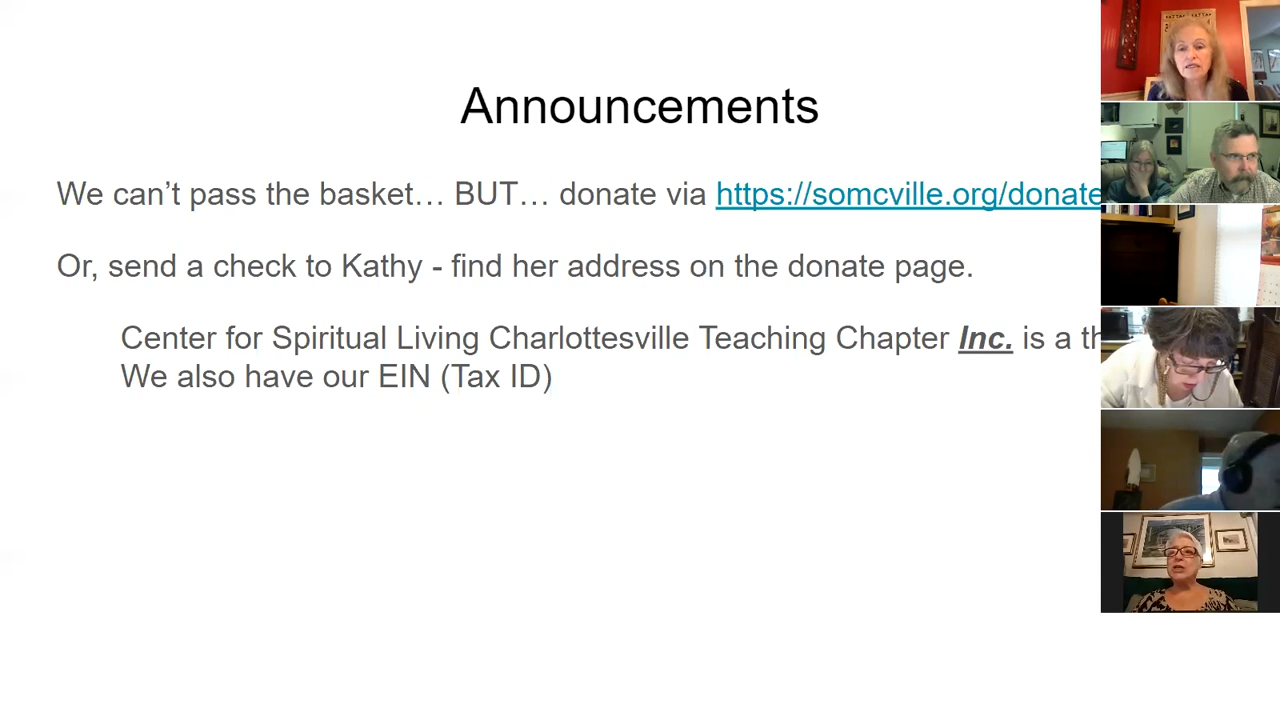 Announcements
We can’t pass the basket… BUT… donate via https://somcville.org/donate
Or, send a check to Kathy - find her address on the donate page.
Center for Spiritual Living Charlottesville Teaching Chapter Inc. is a
We also have our EIN (Tax ID)